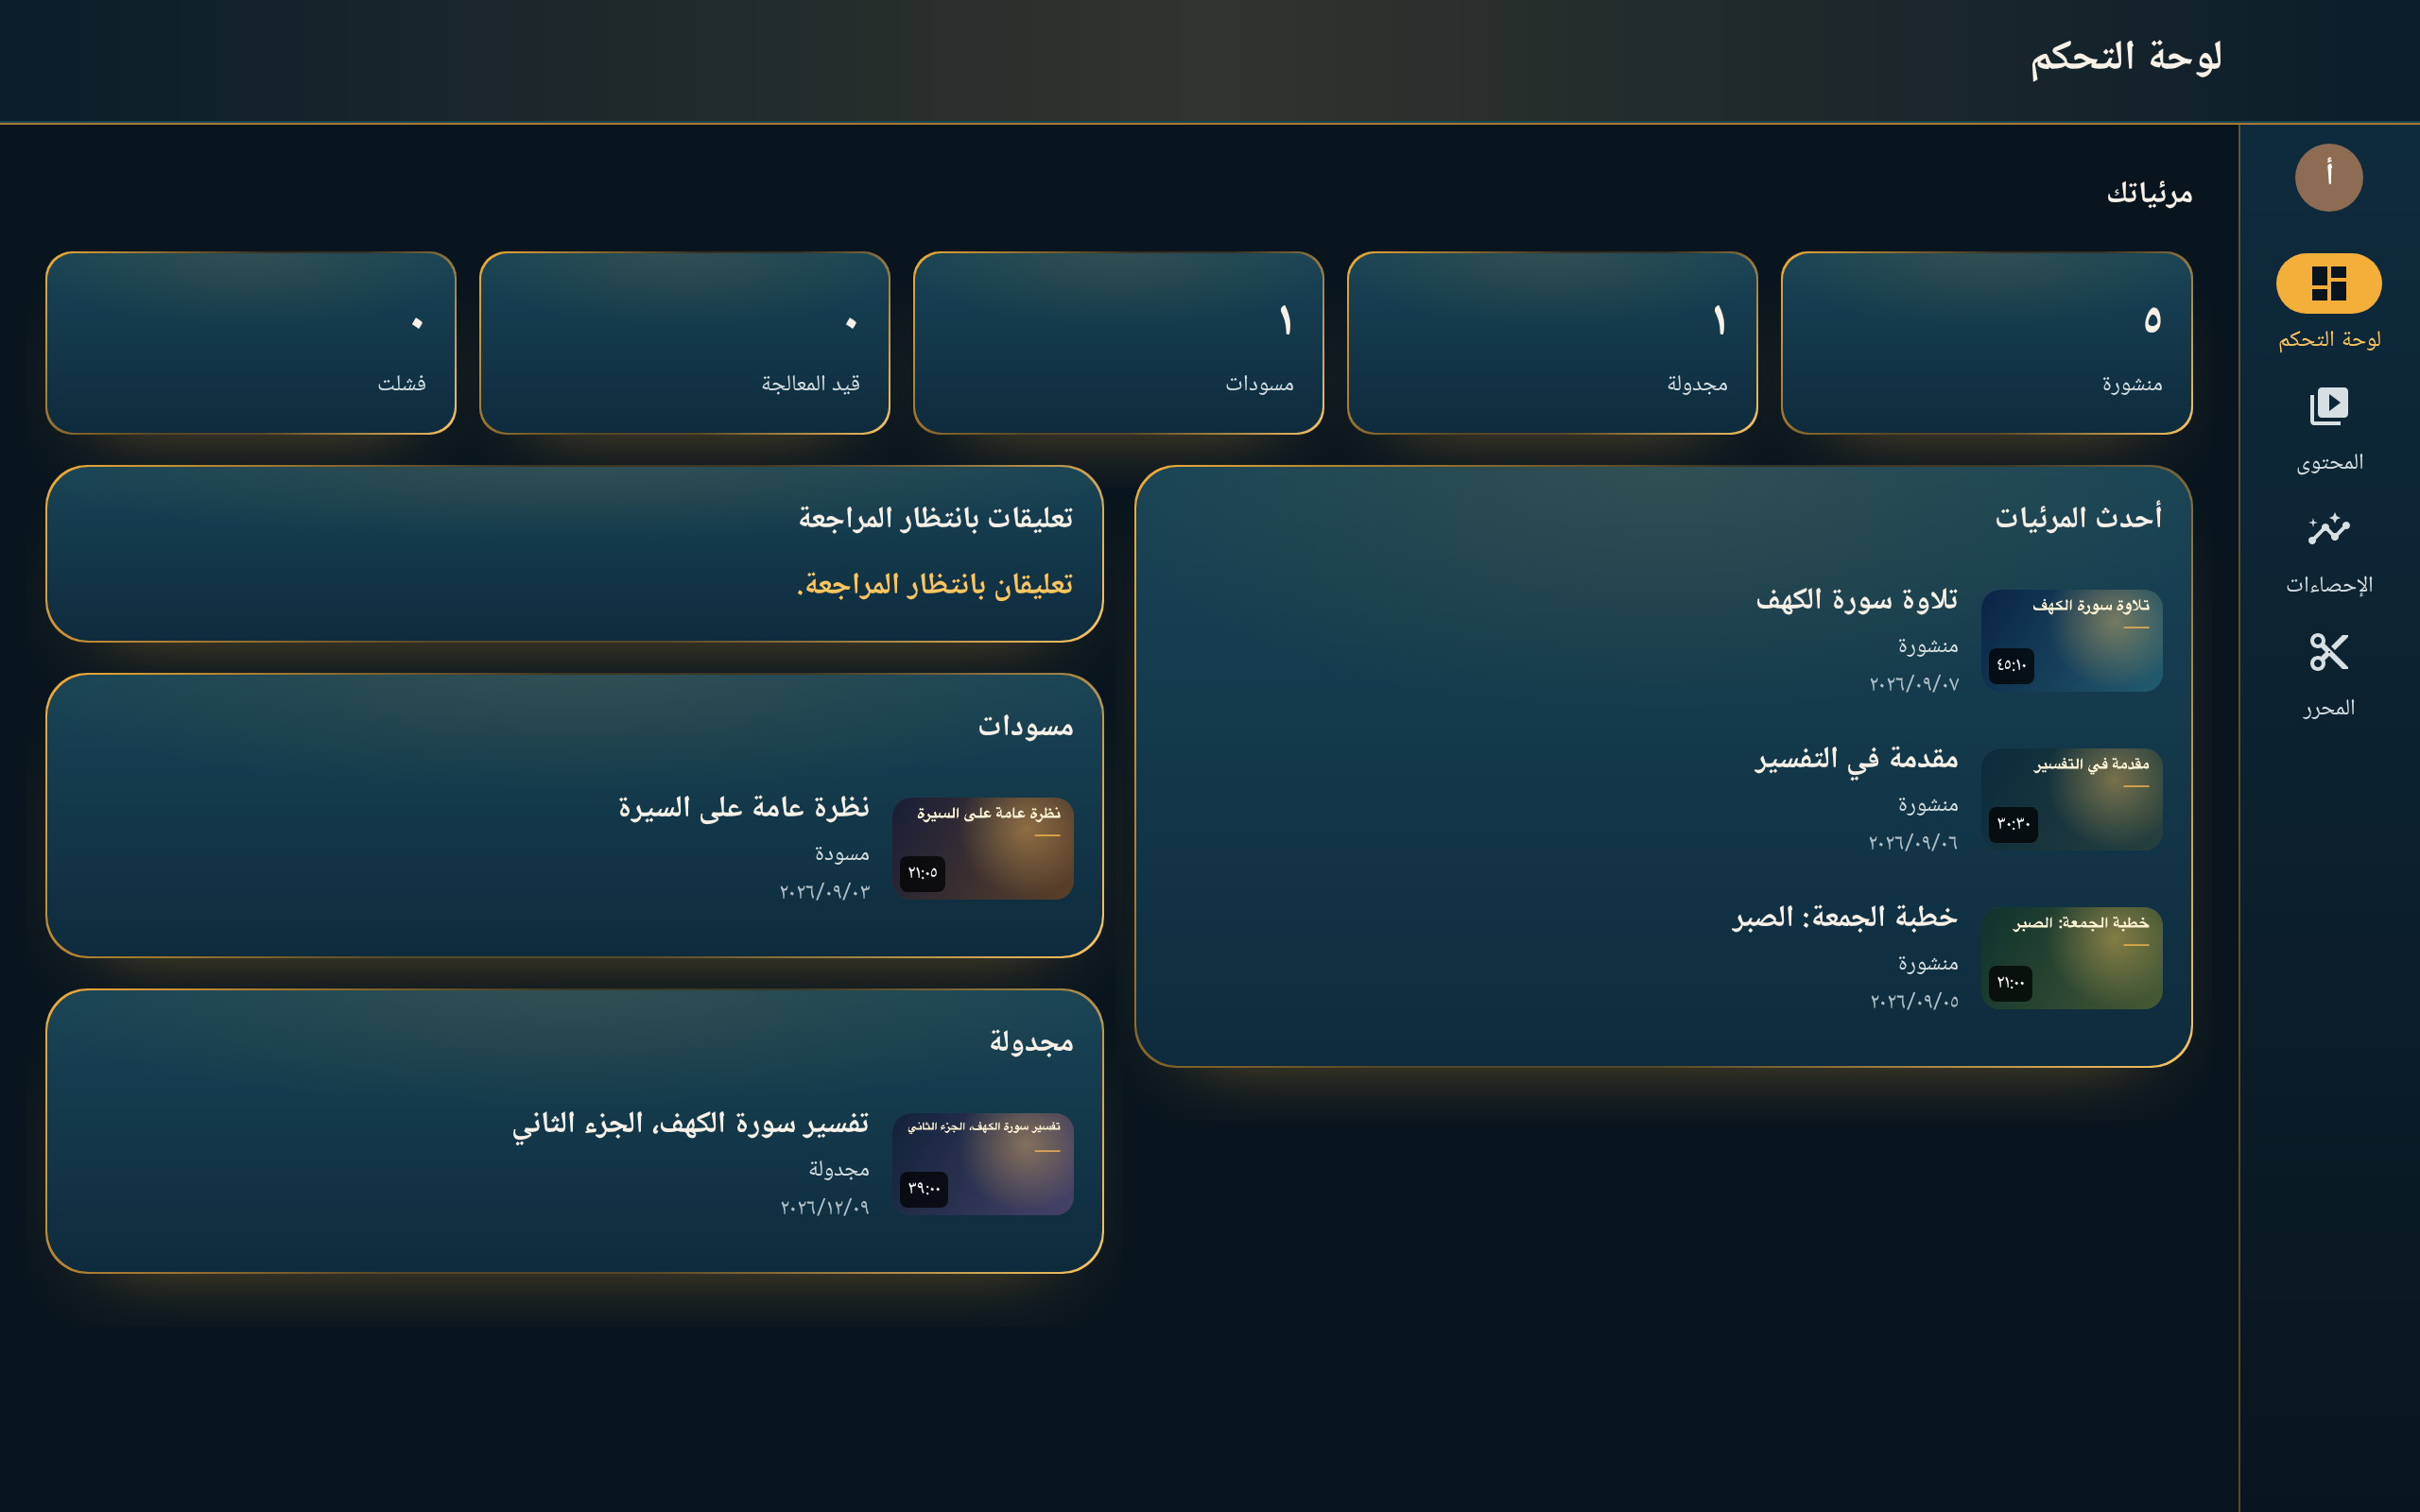 لوحة التحكم
أ
لوحة التحكم
المحتوى
الإحصاءات
المحرر
مرئياتك
٥
منشورة
١
مجدولة
١
مسودات
٠
قيد المعالجة
٠
فشلت
أحدث المرئيات
تلاوة سورة الكهف
٤٥:١٠
تلاوة سورة الكهف
منشورة
٢٠٢٦/٠٩/٠٧
مقدمة في التفسير
٣٠:٣٠
مقدمة في التفسير
منشورة
٢٠٢٦/٠٩/٠٦
خطبة الجمعة: الصبر
٢١:٠٠
خطبة الجمعة: الصبر
منشورة
٢٠٢٦/٠٩/٠٥
تعليقات بانتظار المراجعة
تعليقان بانتظار المراجعة.
مسودات
نظرة عامة على السيرة
٢١:٠٥
نظرة عامة على السيرة
مسودة
٢٠٢٦/٠٩/٠٣
مجدولة
تفسير سورة الكهف، الجزء الثاني
٣٩:٠٠
تفسير سورة الكهف، الجزء الثاني
مجدولة
٢٠٢٦/١٢/٠٩